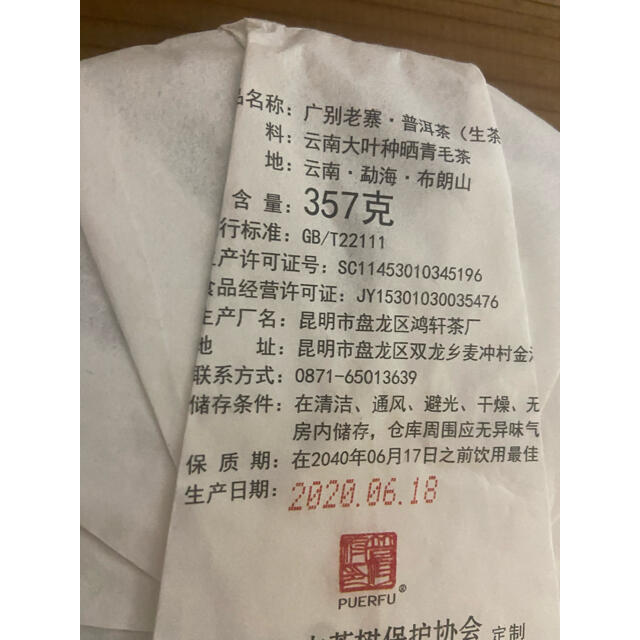 品名称：广别老寨·普洱茶（生茶
料：云南大叶种晒青毛茶
地：云南·勐海·布朗山
含量：357克
行标准：GB/T22111
生产许可证号：SC11453010345196
食品经营许可证：JY15301030035476
生产厂名：昆明市盘龙区鸿轩茶厂
地 址：昆明市盘龙区双龙乡麦冲村金
联系方式：0871-65013639
储存条件：在清洁、通风、避光、干燥、无
房内储存，仓库周围应无异味气
保质期：在2040年06月17日之前饮用最佳
生产日期：2020.06.18
PUERFU®
茶树保护协会 定制